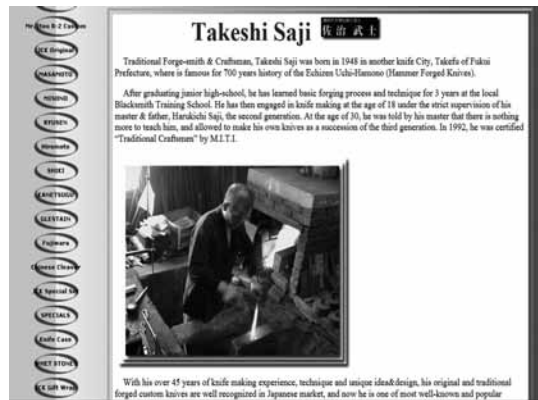 Takeshi Saji 佐治 武士
Traditional Forge-smith & Craftsman, Takeshi Saji was born in 1948 in another knife City, Takefu of Fukui
Prefecture, where is famous for 700 years history of the Echizen Uchi-Hamono (Hammer Forged Knives).
After graduating junior high-school, he has learned basic forging process and technique for 3 years at the local
Blacksmith Training School. He has then engaged in knife making at the age of 18 under the strict supervision of his
master & father, Harukichi Saji, the second generation. At the age of 30, he was told by his master that there is nothing
more to teach him, and allowed to make his own knives as a succession of the third generation. In 1992, he was certified
“Traditional Craftsman” by M.I.T.I.
With his over 45 years of knife making experience, technique and unique idea&design, his original and traditional
forged custom knives are well recognized in Japanese market, and now he is one of most well-known and popular
JCK Original
MASAMOTO
MISONO
RYUSEN
Hiromoto
SHIKI
KANETSUGU
GLESTAIN
Fujiwara
Chinese Cleaver
SPECIALS
Knife Case
WHET STONES
JCK Gift Wrap